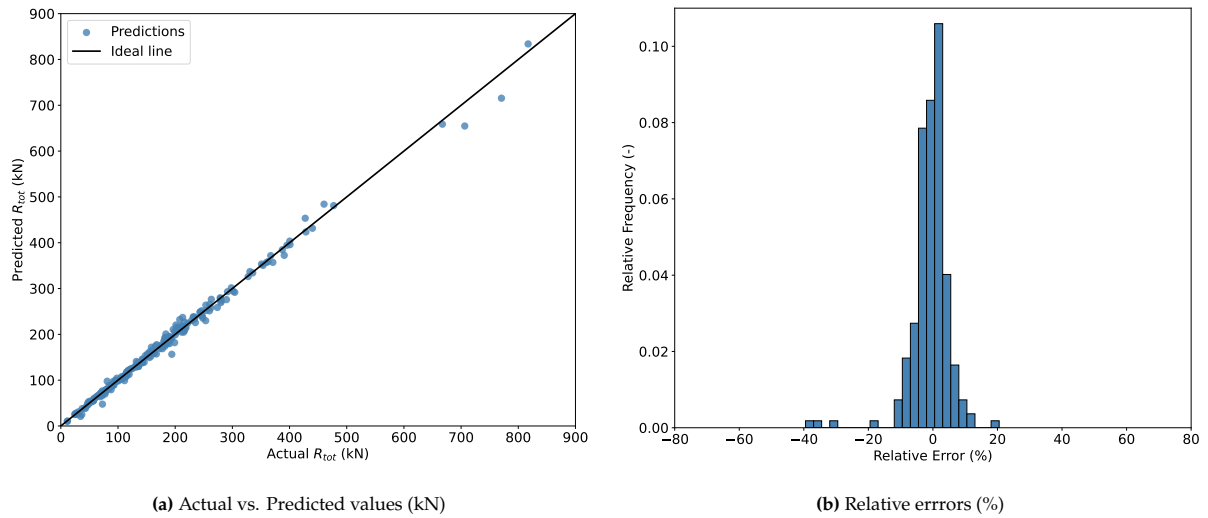 900
800
700
600
500
400
300
200
100
0
Predicted R_tot (kN)
Predictions
Ideal line
0 100 200 300 400 500 600 700 800 900
Actual R_tot (kN)
(a) Actual vs. Predicted values (kN)
0.10
0.08
0.06
0.04
0.02
0.00
Relative Frequency (-)
−80 −60 −40 −20 0 20 40 60 80
Relative Error (%)
(b) Relative errrors (%)